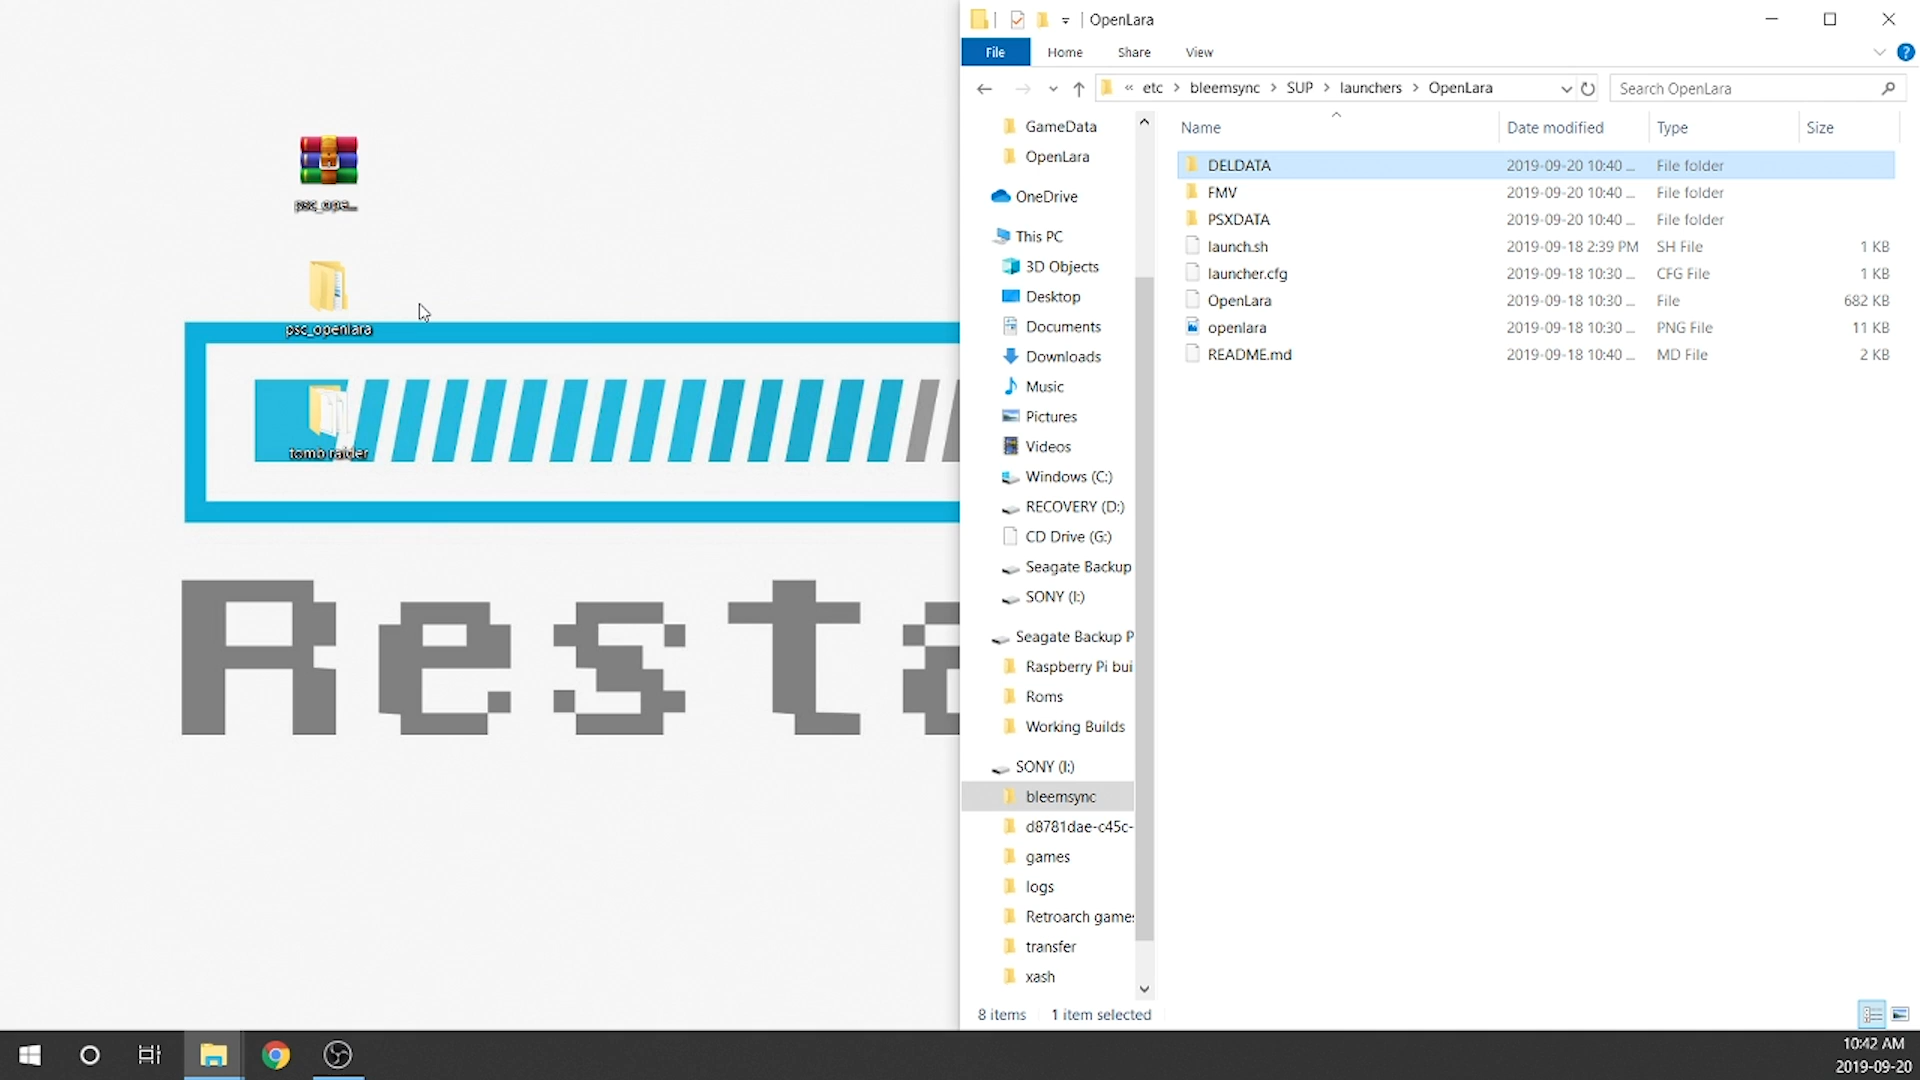 psc_ope...
psc_openlara
tomb raider
Resta
OpenLara
File
Home
Share
View
?
« etc > bleemsync > SUP > launchers > OpenLara
Search OpenLara
GameData
OpenLara
OneDrive
This PC
3D Objects
Desktop
Documents
Downloads
Music
Pictures
Videos
Windows (C:)
RECOVERY (D:)
CD Drive (G:)
Seagate Backup
SONY (I:)
Seagate Backup P
Raspberry Pi bui
Roms
Working Builds
SONY (I:)
bleemsync
d8781dae-c45c-
games
logs
Retroarch games
transfer
xash
Name Date modified Type Size
DELDATA 2019-09-20 10:40 ... File folder
FMV 2019-09-20 10:40 ... File folder
PSXDATA 2019-09-20 10:40 ... File folder
launch.sh 2019-09-18 2:39 PM SH File 1 KB
launcher.cfg 2019-09-18 10:30 ... CFG File 1 KB
OpenLara 2019-09-18 10:30 ... File 682 KB
openlara 2019-09-18 10:30 ... PNG File 11 KB
README.md 2019-09-18 10:40 ... MD File 2 KB
8 items 1 item selected
10:42 AM
2019-09-20